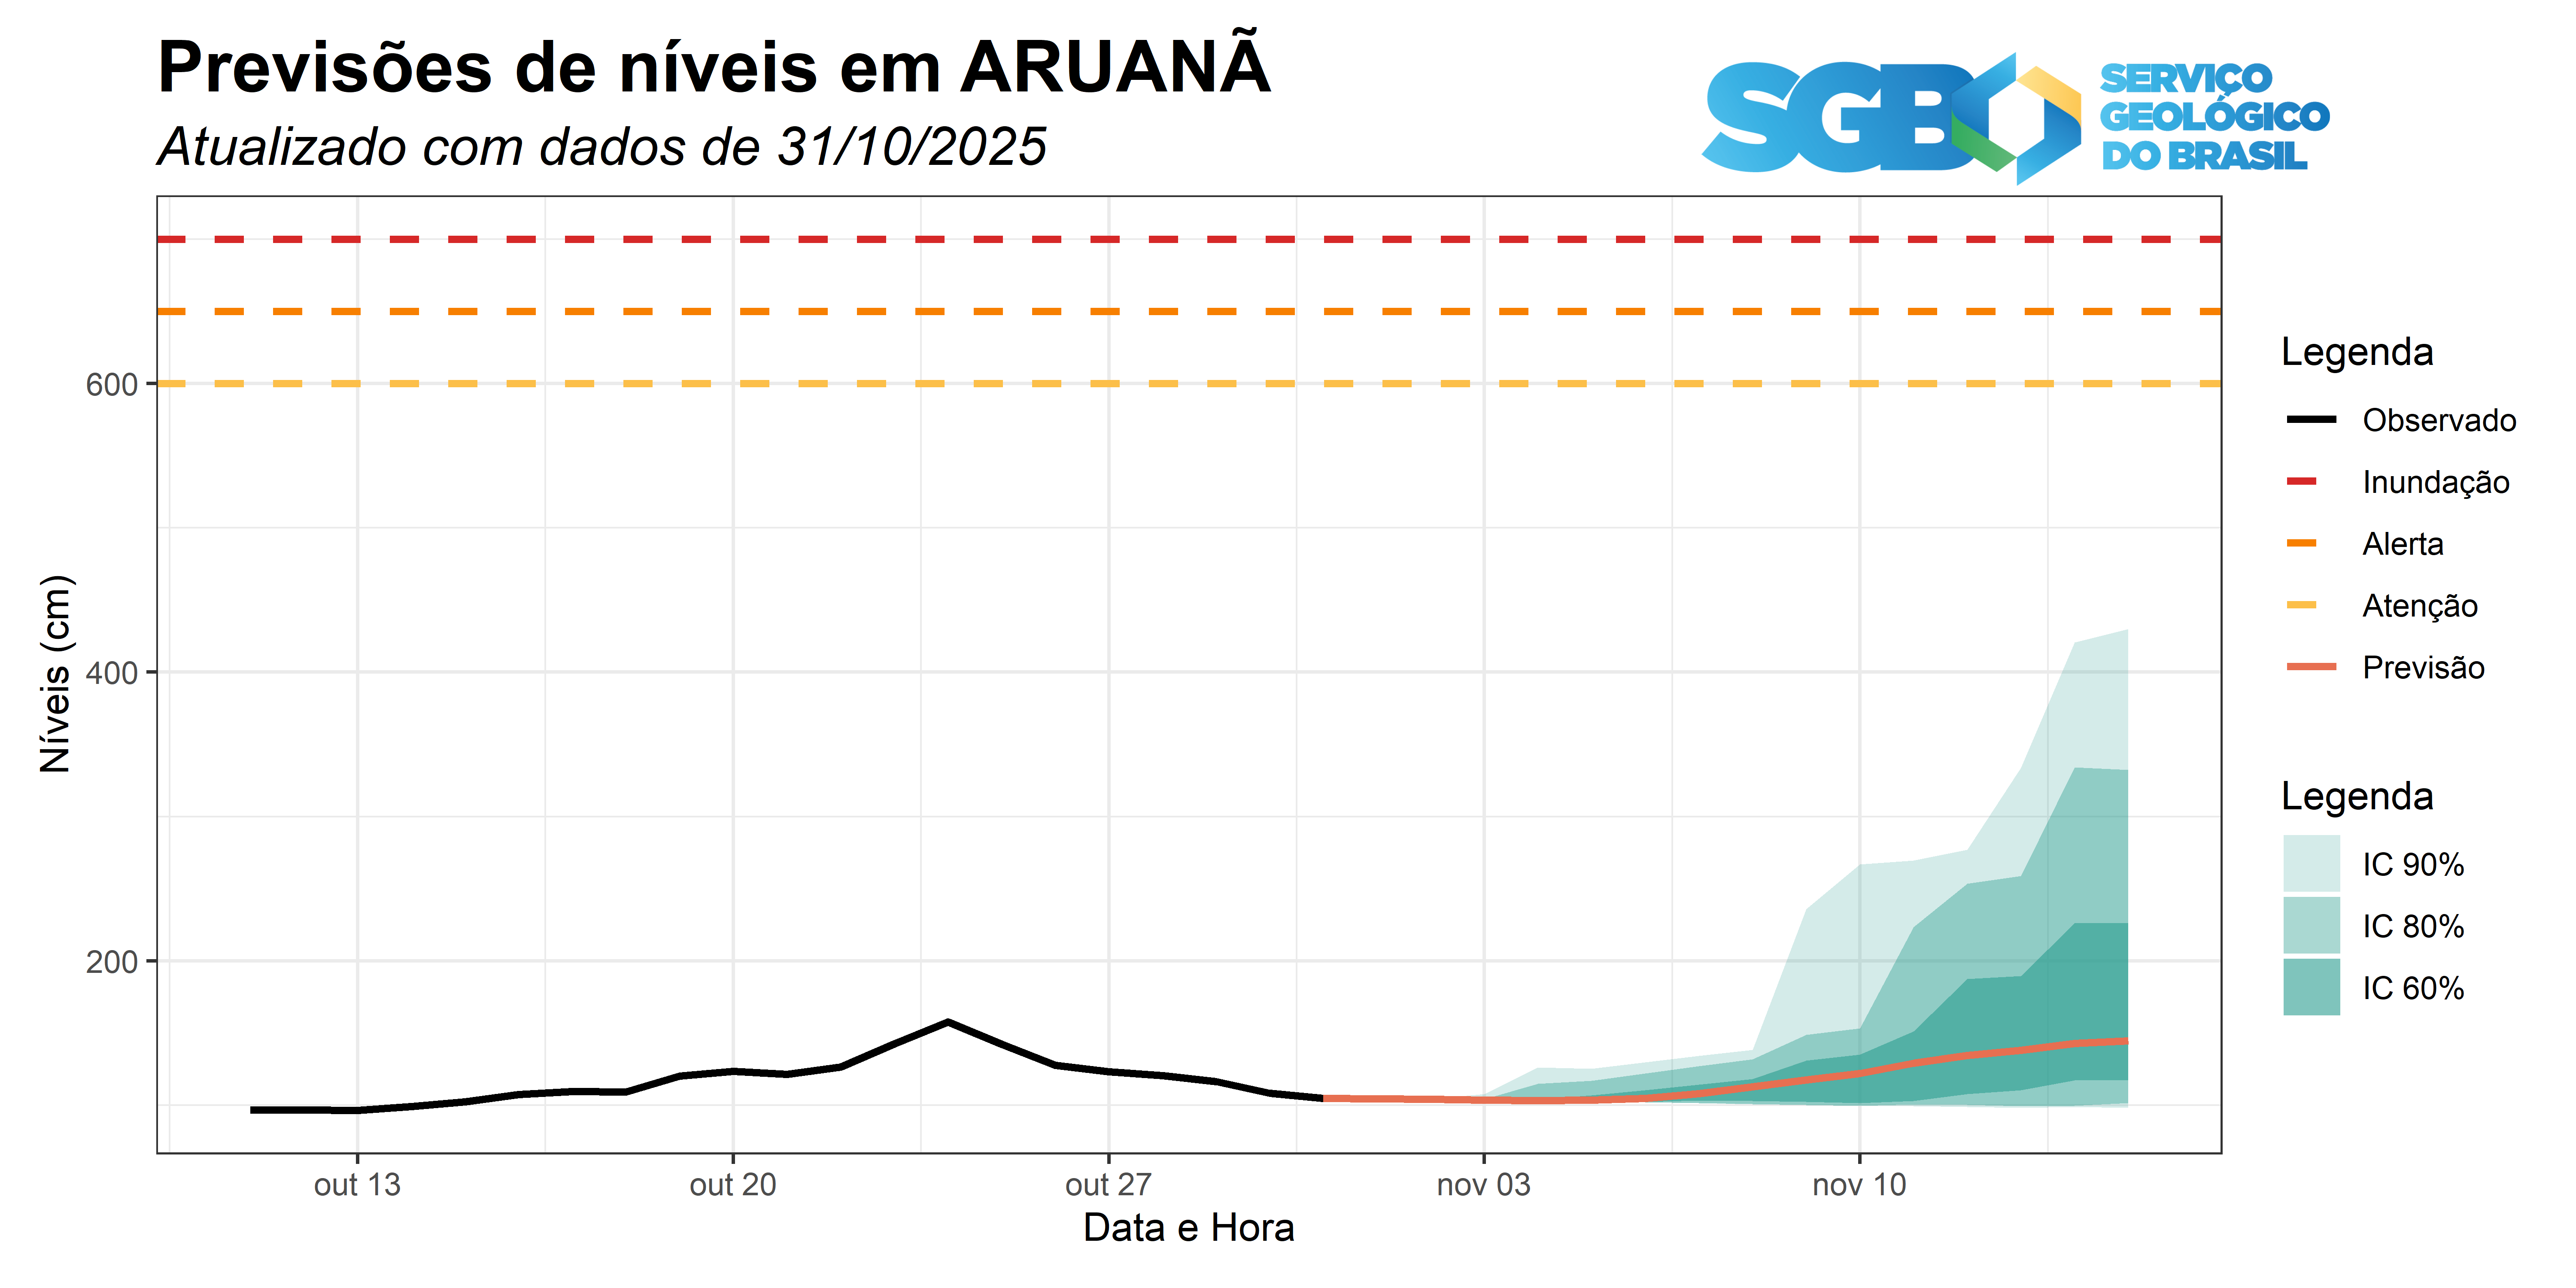 Previsões de níveis em ARUANÃ
Atualizado com dados de 31/10/2025
SGB
SERVIÇO
GEOLÓGICO
DO BRASIL
Níveis (cm)
600
400
200
out 13
out 20
out 27
nov 03
nov 10
Data e Hora
Legenda
Observado
Inundação
Alerta
Atenção
Previsão
Legenda
IC 90%
IC 80%
IC 60%